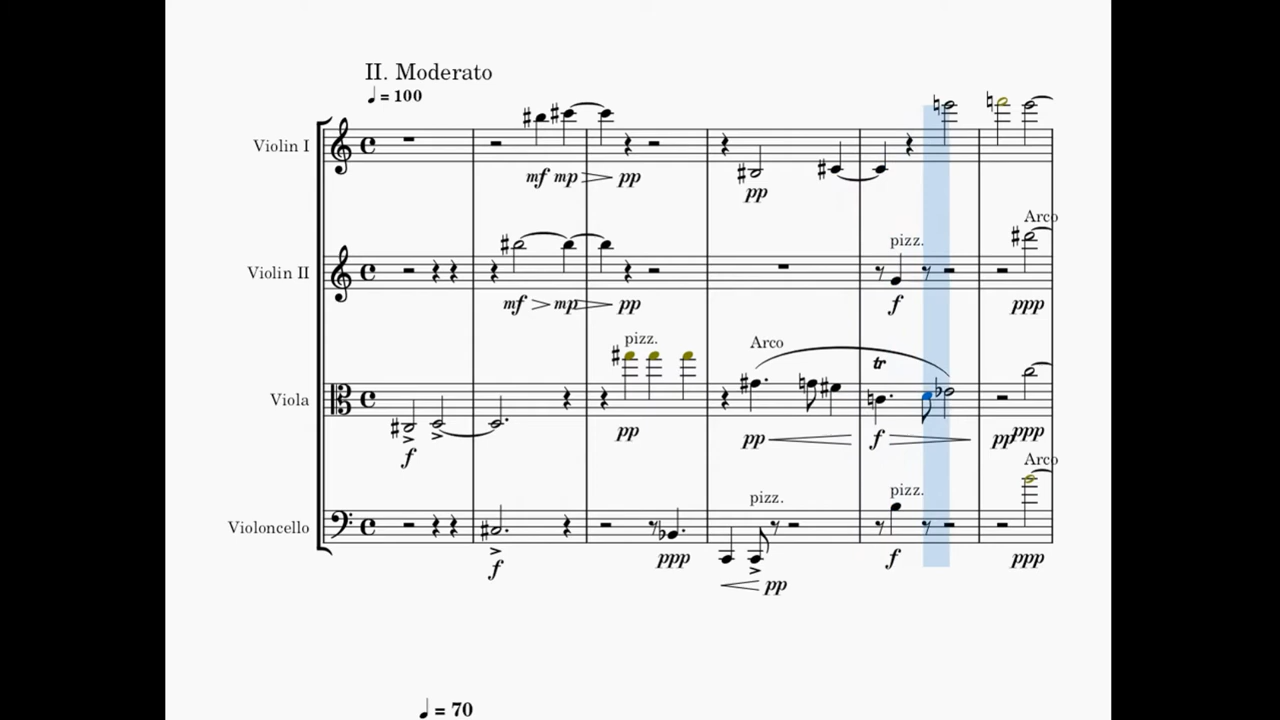 II. Moderato
♩ = 100
Violin I
mf mp pp pp
Arco
pizz.
Violin II
mf mp pp f ppp
pizz.
Arco
tr
Viola
f pp pp f pp ppp
Arco
pizz. pizz.
Violoncello
f ppp f ppp
pp
♩ = 70